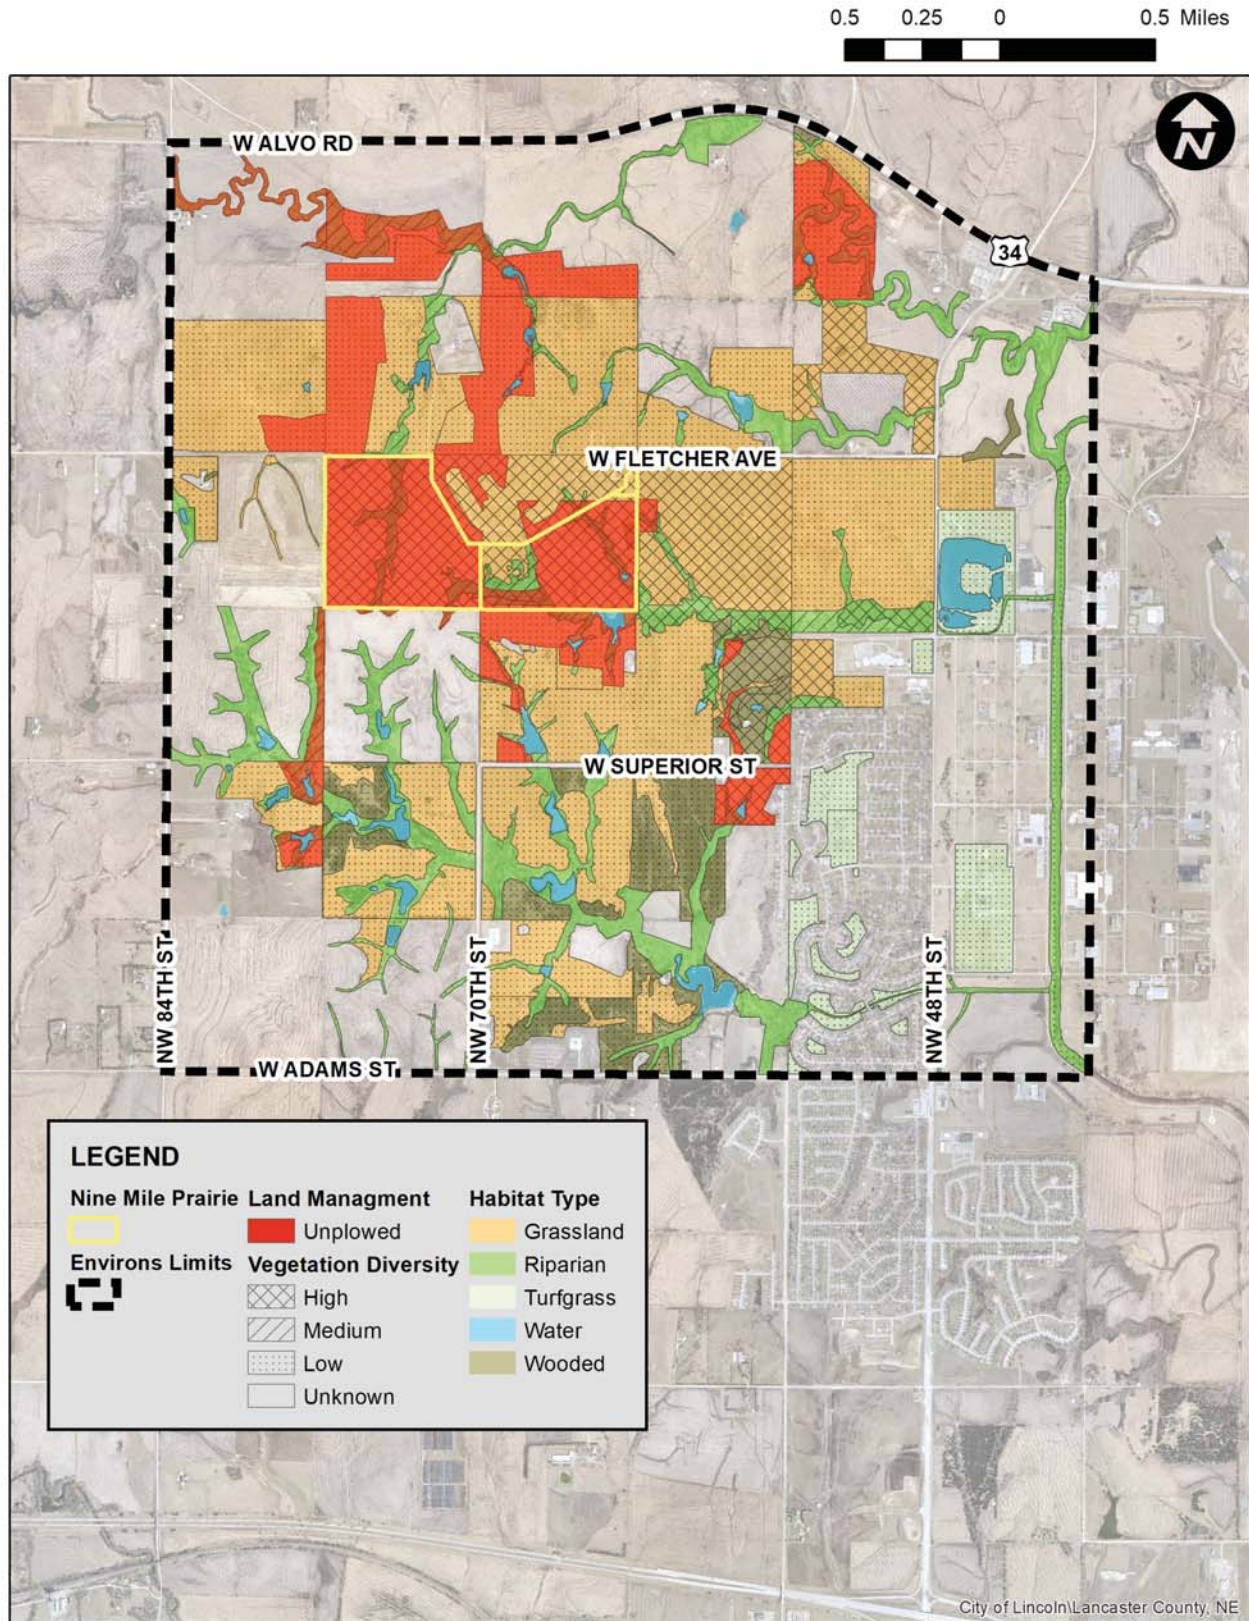 0.5 0.25 0 0.5 Miles
N
W ALVO RD
34
W FLETCHER AVE
W SUPERIOR ST
NW 84TH ST
NW 70TH ST
NW 48TH ST
W ADAMS ST
LEGEND
Nine Mile Prairie
Environs Limits
Land Managment
Unplowed
Vegetation Diversity
High
Medium
Low
Unknown
Habitat Type
Grassland
Riparian
Turfgrass
Water
Wooded
City of Lincoln\Lancaster County, NE